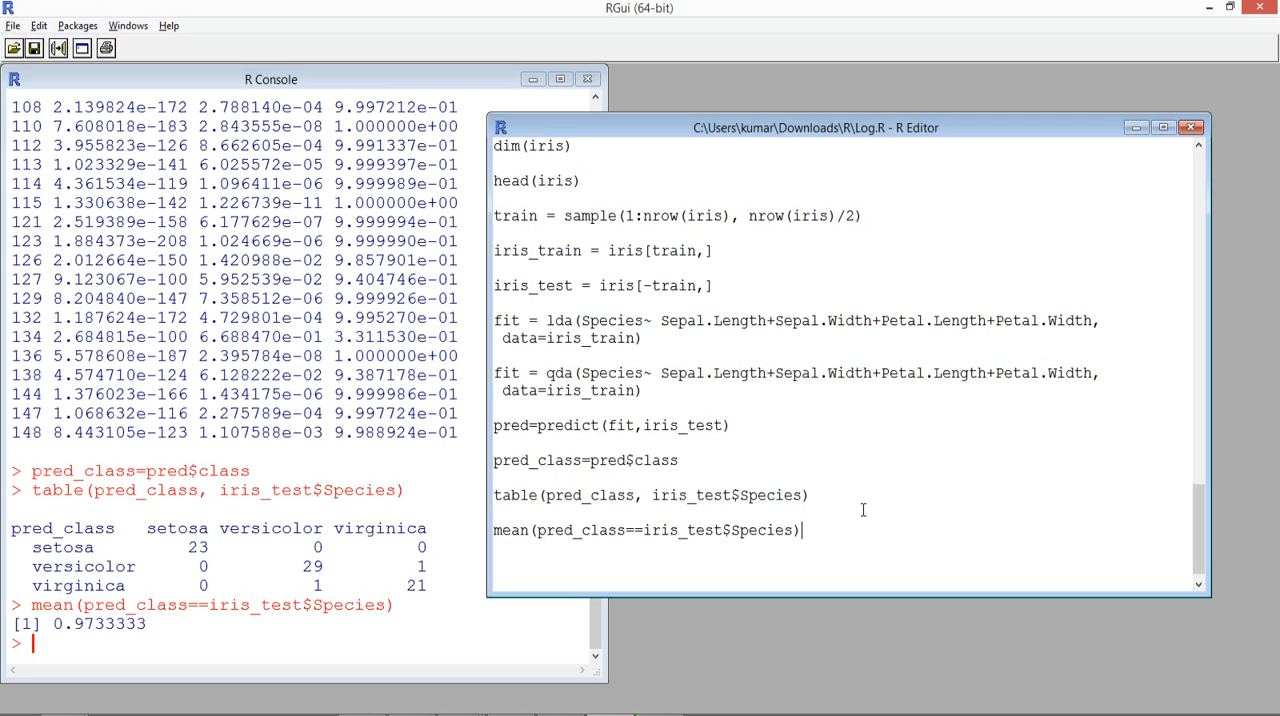 RGui (64-bit)
File Edit Packages Windows Help
R Console
108 2.139824e-172 2.788140e-04 9.997212e-01
110 7.608018e-183 2.843555e-08 1.000000e+00
112 3.955823e-126 8.662605e-04 9.991337e-01
113 1.023329e-141 6.025572e-05 9.999397e-01
114 4.361534e-119 1.096411e-06 9.999989e-01
115 1.330638e-142 1.226739e-11 1.000000e+00
121 2.519389e-158 6.177629e-07 9.999994e-01
123 1.884373e-208 1.024669e-06 9.999990e-01
126 2.012664e-150 1.420988e-02 9.857901e-01
127 9.123067e-100 5.952539e-02 9.404746e-01
129 8.204840e-147 7.358512e-06 9.999926e-01
132 1.187624e-172 4.729801e-04 9.995270e-01
134 2.684815e-100 6.688470e-01 3.311530e-01
136 5.578608e-187 2.395784e-08 1.000000e+00
138 4.574710e-124 6.128222e-02 9.387178e-01
144 1.376023e-166 1.434175e-06 9.999986e-01
147 1.068632e-116 2.275789e-04 9.997724e-01
148 8.443105e-123 1.107588e-03 9.988924e-01
> pred_class=pred$class
> table(pred_class, iris_test$Species)
pred_class setosa versicolor virginica
setosa 23 0 0
versicolor 0 29 1
virginica 0 1 21
> mean(pred_class==iris_test$Species)
[1] 0.9733333
>
C:\Users\kumar\Downloads\R\Log.R - R Editor
dim(iris)
head(iris)
train = sample(1:nrow(iris), nrow(iris)/2)
iris_train = iris[train,]
iris_test = iris[-train,]
fit = lda(Species~ Sepal.Length+Sepal.Width+Petal.Length+Petal.Width,
data=iris_train)
fit = qda(Species~ Sepal.Length+Sepal.Width+Petal.Length+Petal.Width,
data=iris_train)
pred=predict(fit,iris_test)
pred_class=pred$class
table(pred_class, iris_test$Species)
mean(pred_class==iris_test$Species)